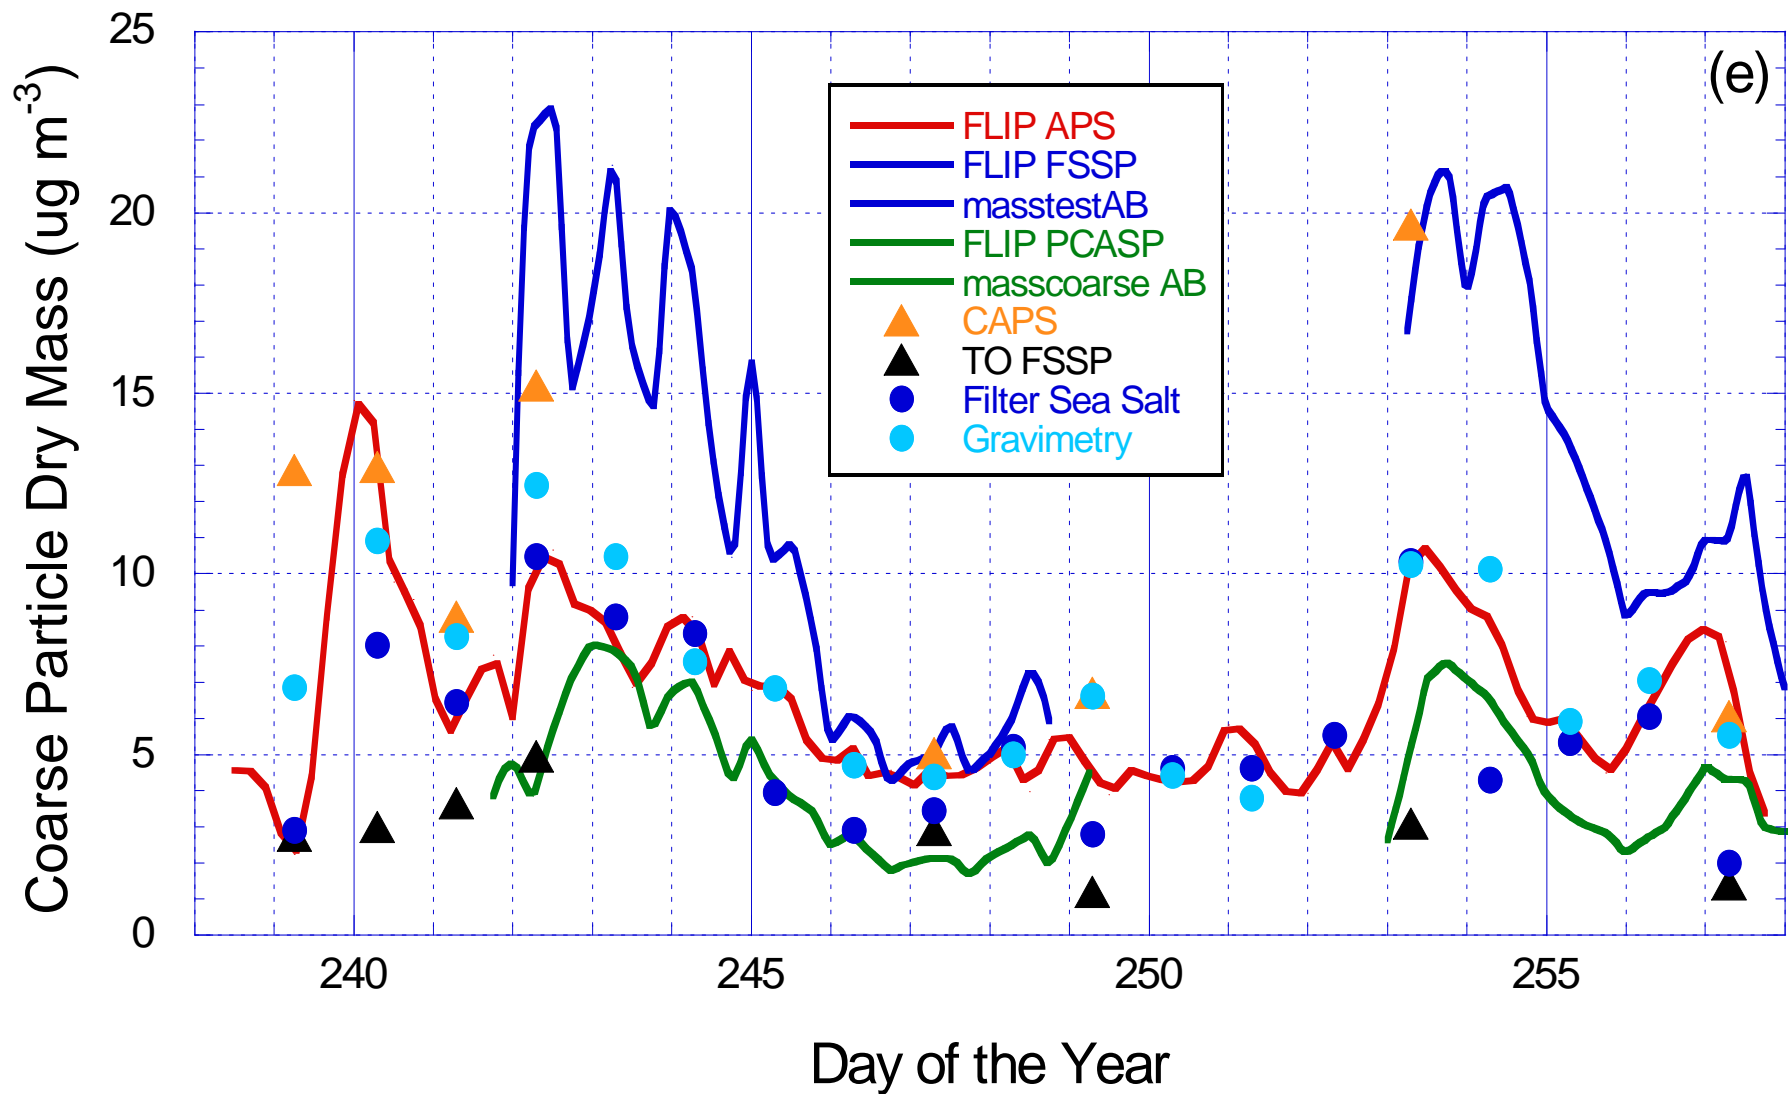 25
(e)
FLIP APS
FLIP FSSP
masstestAB
20
FLIP PCASP
masscoarse AB
CAPS
TO FSSP
15
Filter Sea Salt
Gravimetry
10
5
0
Coarse Particle Dry Mass (ug m⁻³)
240 245 250 255
Day of the Year